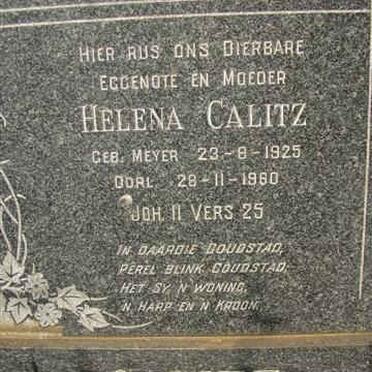 HIER RUS ONS DIERBARE
EGGENOTE EN MOEDER
HELENA CALITZ
GEB. MEYER 23-8-1925
OORL. 28-11-1980
JOH. 11 VERS 25
IN DAARDIE GOUDSTAD,
PEREL BLINK GOUDSTAD,
HET SY 'N WONING,
'N HARP EN 'N KROON.